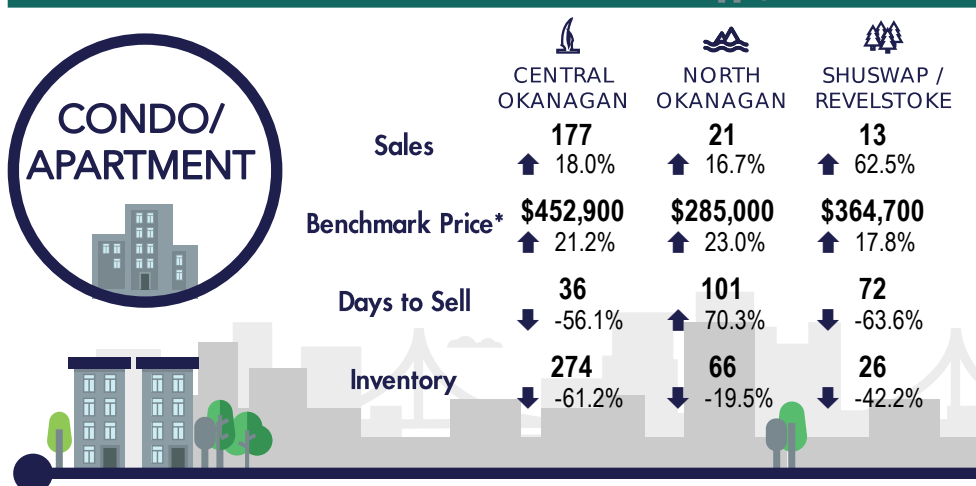 CONDO/
APARTMENT
CENTRAL
OKANAGAN
NORTH
OKANAGAN
SHUSWAP /
REVELSTOKE
Sales
177
18.0%
21
16.7%
13
62.5%
Benchmark Price*
$452,900
21.2%
$285,000
23.0%
$364,700
17.8%
Days to Sell
36
-56.1%
101
70.3%
72
-63.6%
Inventory
274
-61.2%
66
-19.5%
26
-42.2%